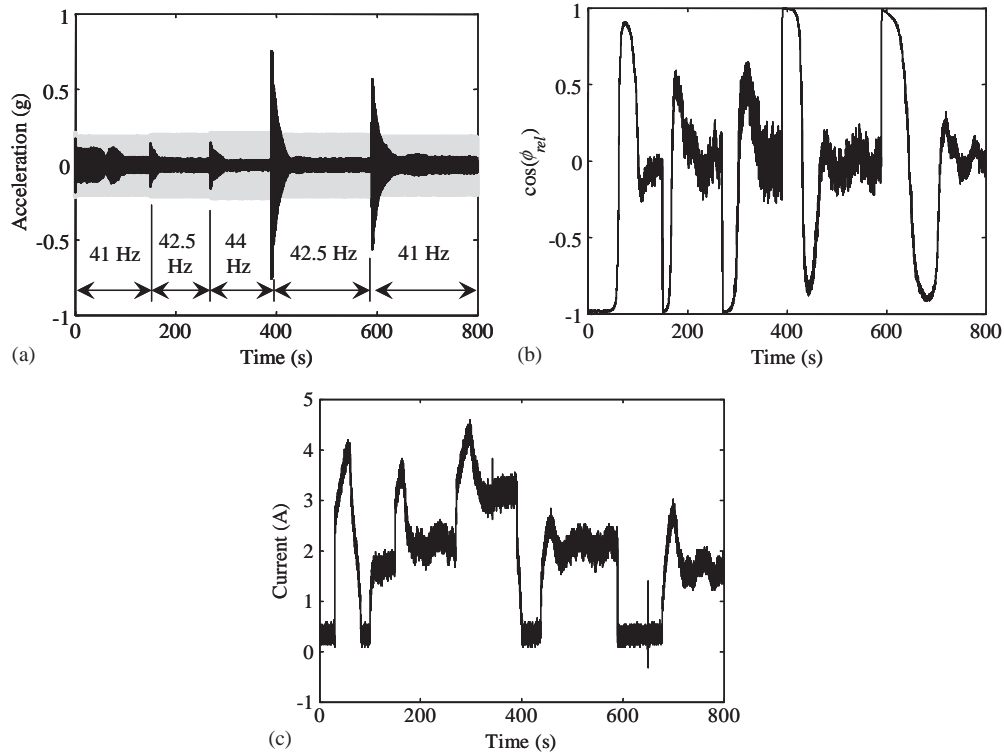 1
0.5
0
-0.5
-1
Acceleration (g)
41 Hz
42.5
Hz
44
Hz
42.5 Hz
41 Hz
0 200 400 600 800
Time (s)
(a)
1
0.5
0
-0.5
-1
cos(ϕrel)
0 200 400 600 800
Time (s)
(b)
5
4
3
2
1
0
-1
Current (A)
0 200 400 600 800
Time (s)
(c)